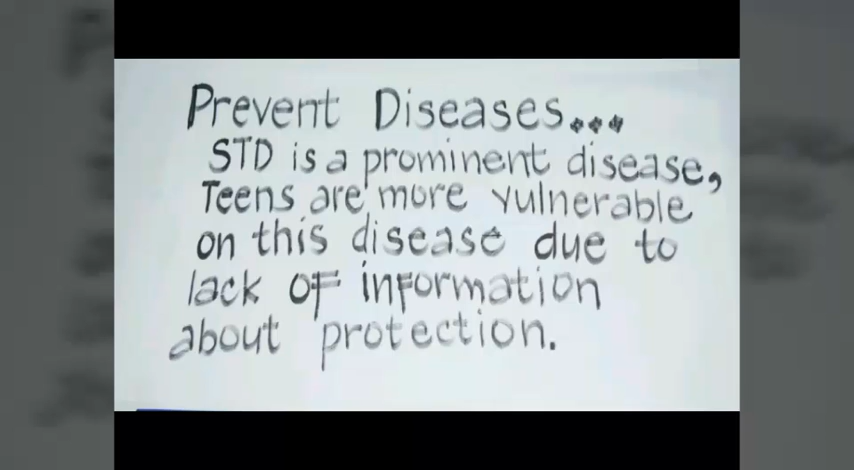 Prevent Diseases...
STD is a prominent disease,
Teens are more vulnerable
on this disease due to
lack of information
about protection.